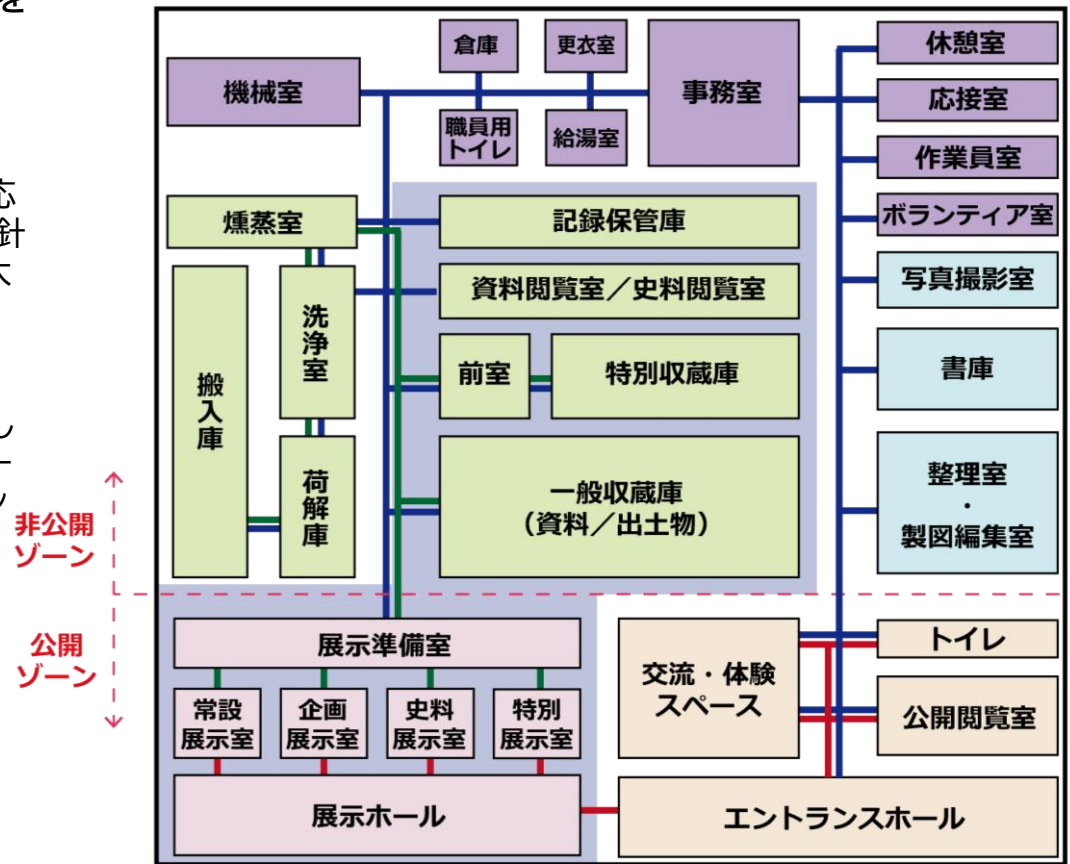 を
応
針
大
倉庫
更衣室
機械室
事務室
職員用
トイレ
給湯室
休憩室
応接室
作業員室
ボランティア室
燻蒸室
記録保管庫
資料閲覧室／史料閲覧室
洗浄室
前室
特別収蔵庫
搬入庫
荷解庫
一般収蔵庫
（資料／出土物）
写真撮影室
書庫
整理室
・
製図編集室
非公開
ゾーン
公開
ゾーン
展示準備室
常設
展示室
企画
展示室
史料
展示室
特別
展示室
展示ホール
交流・体験
スペース
トイレ
公開閲覧室
エントランスホール